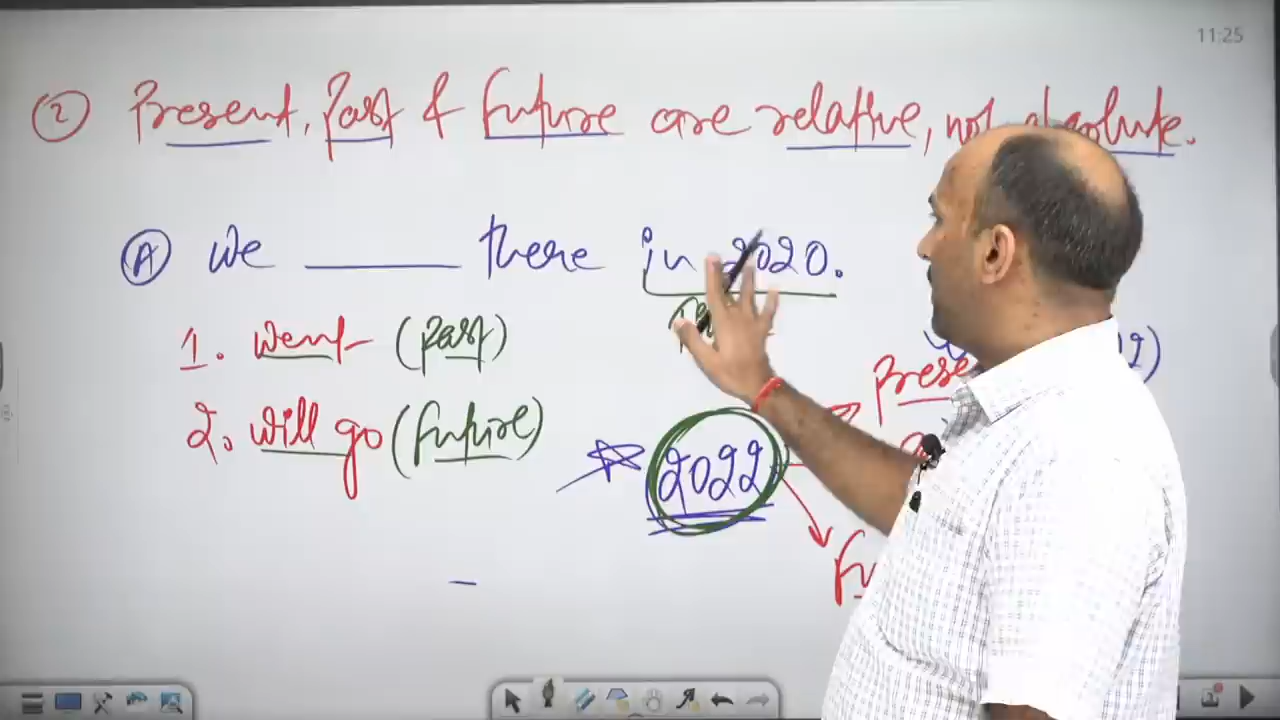 11:25
② Present, Past & Future are relative, not absolute.
Ⓐ We ______ there in 2020.
1. went (Past)
2. will go (Future)
2022